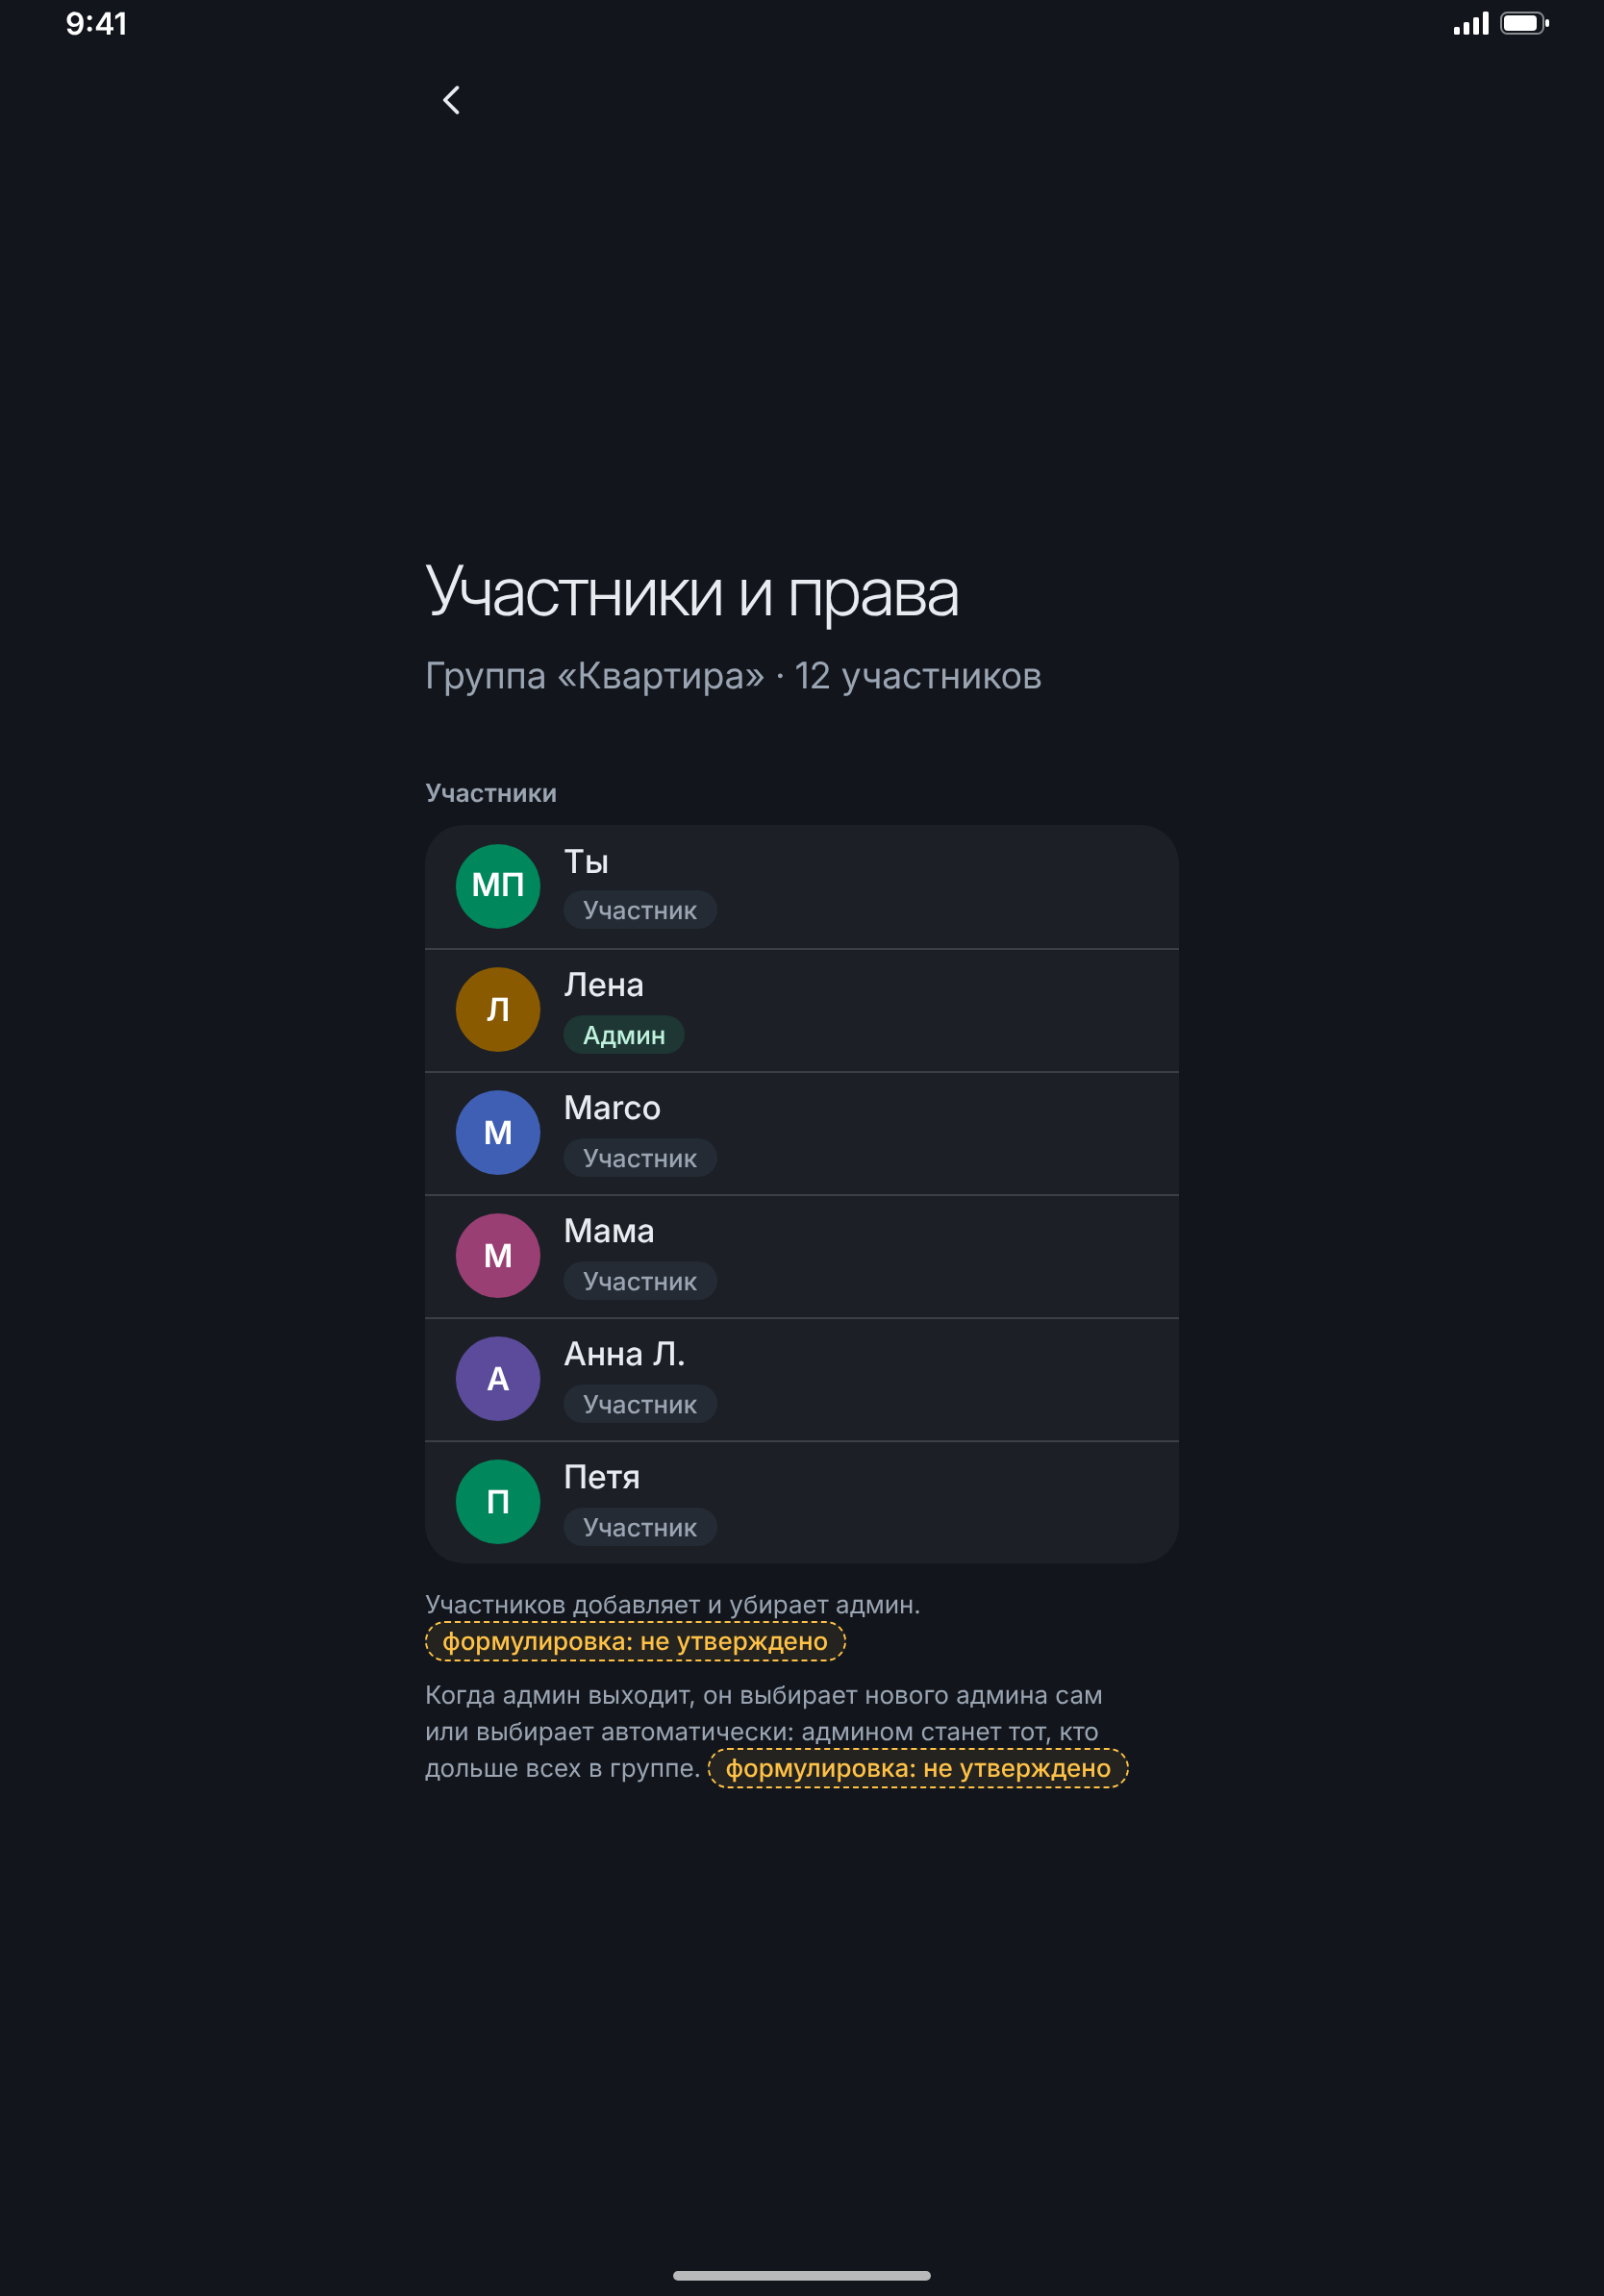 9:41
Участники и права
Группа «Квартира» · 12 участников
Участники
МП
Ты
Участник
Л
Лена
Админ
M
Marco
Участник
М
Мама
Участник
А
Анна Л.
Участник
П
Петя
Участник
Участников добавляет и убирает админ.
формулировка: не утверждено
Когда админ выходит, он выбирает нового админа сам
или выбирает автоматически: админом станет тот, кто
дольше всех в группе. формулировка: не утверждено